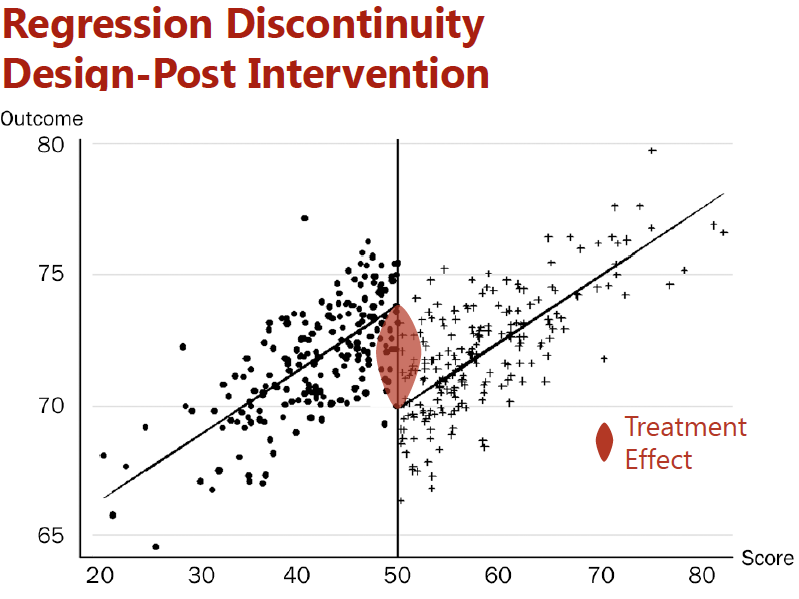 Regression Discontinuity
Design-Post Intervention
Outcome
80
75
70
65
Treatment
Effect
Score
20 30 40 50 60 70 80